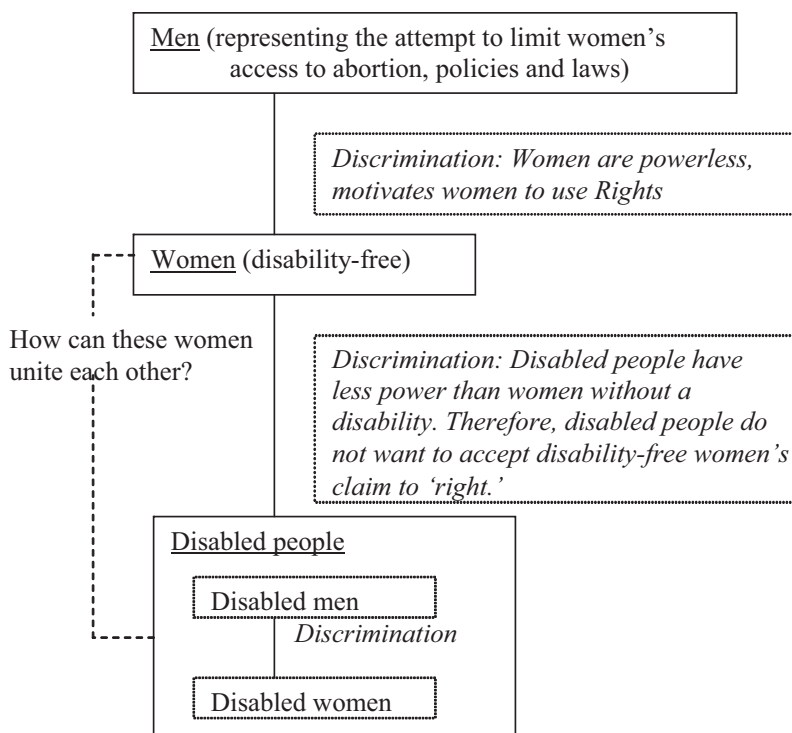 Men (representing the attempt to limit women’s
access to abortion, policies and laws)
Discrimination: Women are powerless,
motivates women to use Rights
Women (disability-free)
How can these women
unite each other?
Discrimination: Disabled people have
less power than women without a
disability. Therefore, disabled people do
not want to accept disability-free women’s
claim to ‘right.’
Disabled people
Disabled men
Discrimination
Disabled women